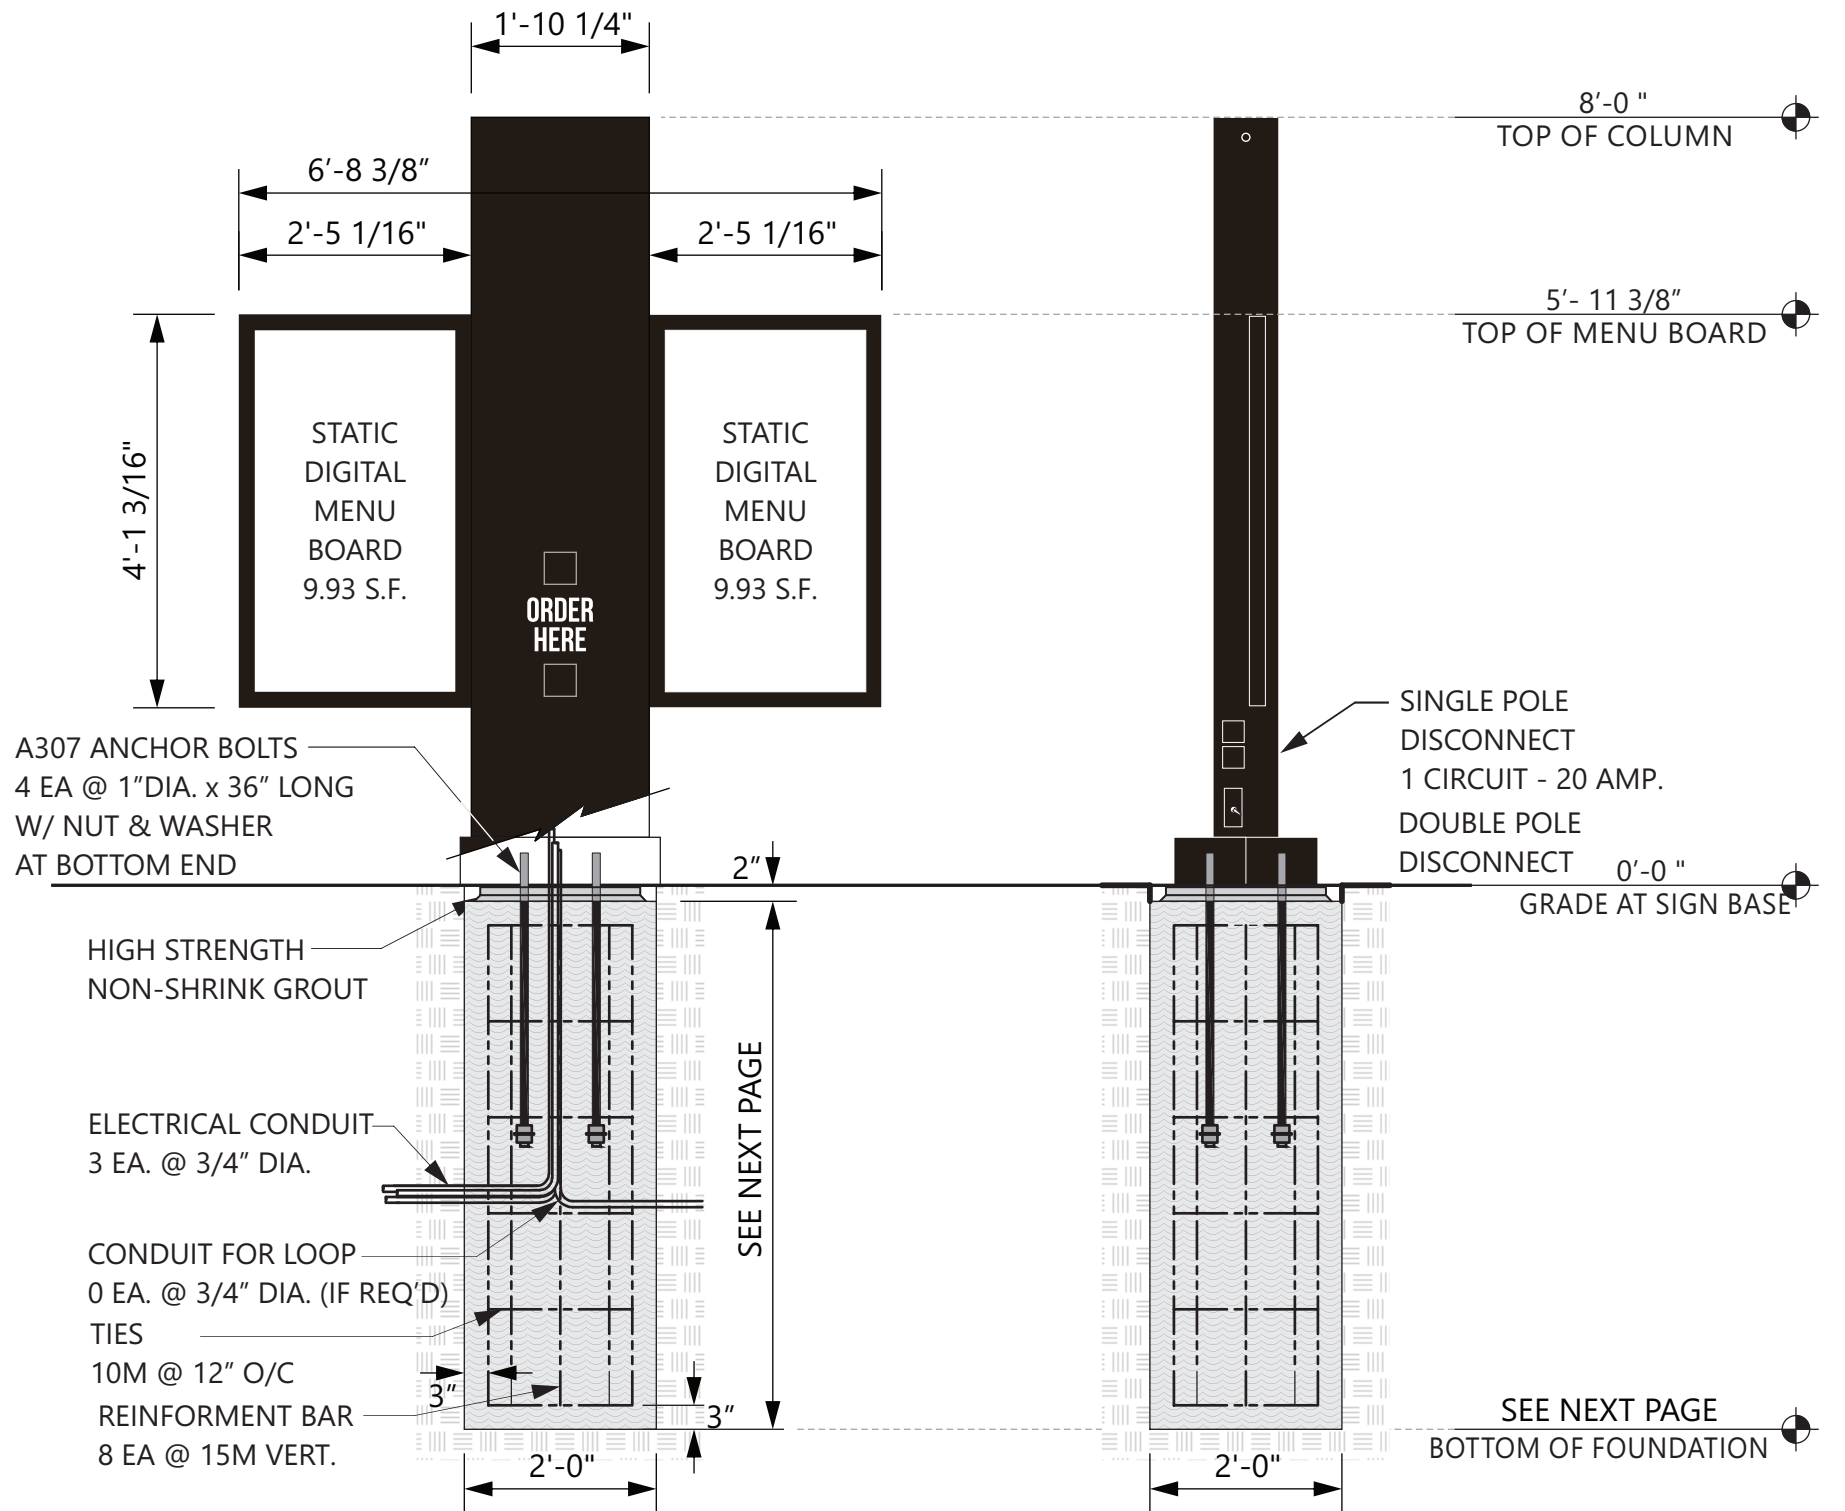 1'-10 1/4"
8'-0 "
TOP OF COLUMN
6'-8 3/8"
2'-5 1/16"
2'-5 1/16"
5'- 11 3/8"
TOP OF MENU BOARD
4'-1 3/16"
STATIC
DIGITAL
MENU
BOARD
9.93 S.F.
ORDER
HERE
STATIC
DIGITAL
MENU
BOARD
9.93 S.F.
SINGLE POLE
DISCONNECT
1 CIRCUIT - 20 AMP.
DOUBLE POLE
DISCONNECT
A307 ANCHOR BOLTS
4 EA @ 1"DIA. x 36" LONG
W/ NUT & WASHER
AT BOTTOM END
2"
0'-0 "
GRADE AT SIGN BASE
HIGH STRENGTH
NON-SHRINK GROUT
SEE NEXT PAGE
ELECTRICAL CONDUIT
3 EA. @ 3/4" DIA.
CONDUIT FOR LOOP
0 EA. @ 3/4" DIA. (IF REQ'D)
TIES
10M @ 12" O/C
3"
REINFORMENT BAR
8 EA @ 15M VERT.
3"
SEE NEXT PAGE
BOTTOM OF FOUNDATION
2'-0"
2'-0"